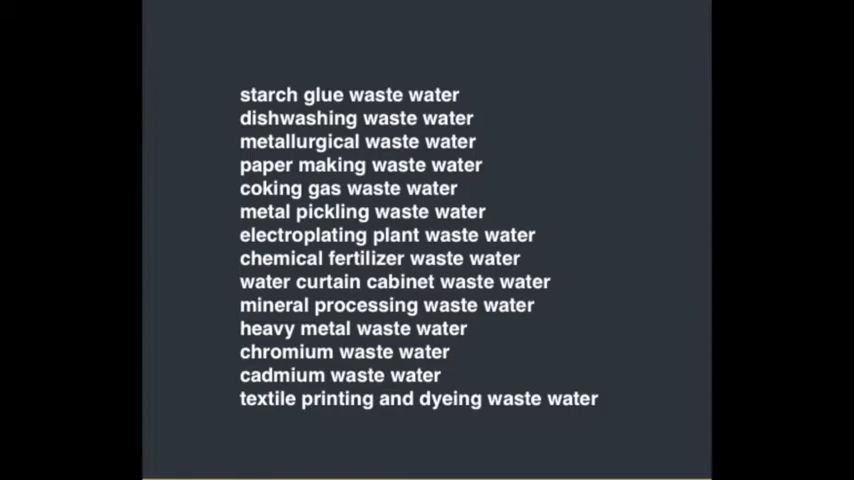 starch glue waste water
dishwashing waste water
metallurgical waste water
paper making waste water
coking gas waste water
metal pickling waste water
electroplating plant waste water
chemical fertilizer waste water
water curtain cabinet waste water
mineral processing waste water
heavy metal waste water
chromium waste water
cadmium waste water
textile printing and dyeing waste water